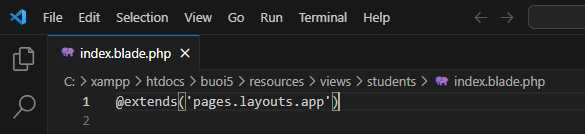 File Edit Selection View Go Run Terminal Help
index.blade.php ×
C: > xampp > htdocs > buoi5 > resources > views > students > index.blade.php
1 @extends('pages.layouts.app')
2